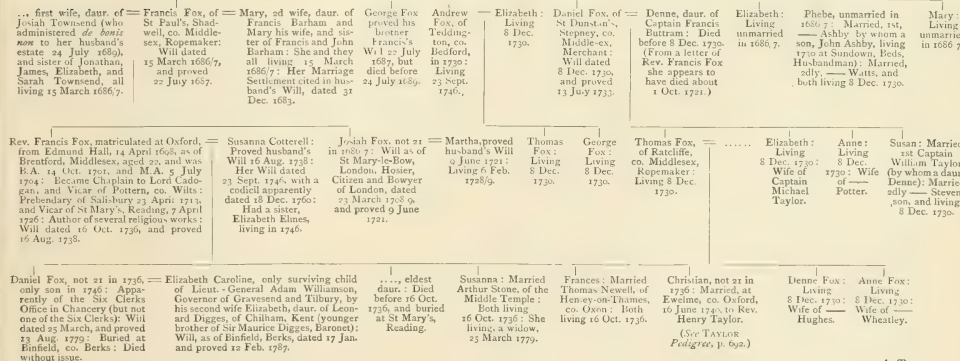 ..., first wife, daur. of
Josiah Townsend (who
administered de bonis
non to her husband's
estate 24 July 1689),
and sister of Jonathan,
James, Elizabeth, and
Sarah Townsend, all
living 15 March 1686/7.
= Francis Fox, of
St Paul's, Shad-
well, co. Middle-
sex, Ropemaker:
Will dated
15 March 1686/7,
and proved
22 July 1687.
= Mary, 2d wife, daur. of
Francis Barham and
Mary his wife, and sis-
ter of Francis and John
Barham: She and they
all living 15 March
1686/7: Her Marriage
Settlement cited in hus-
band's Will, dated 31
Dec. 1683.
George Fox
proved his
brother
Francis's
Will 22 July
1687, but
died before
24 July 1689.
Andrew
Fox, of
Tedding-
ton, co.
Bedford,
in 1730:
Living
23 Sept.
1746.
= Elizabeth:
Living
8 Dec.
1730.
Daniel Fox, of
St Dunstan's,
Stepney, co.
Middle-ex,
Merchant:
Will dated
8 Dec. 1730,
and proved
13 July 1733.
= Denne, daur. of
Captain Francis
Buttram: Died
before 8 Dec. 1730.
(From a letter of
Rev. Francis Fox
she appears to
have died about
1 Oct. 1721.)
Elizabeth:
Living
unmarried
in 1686/7.
Phebe, unmarried in
1686/7: Married, 1st,
—— Ashby by whom a
son, John Ashby, living
1730 at Sundon, Beds,
Husbandman): Married,
2dly, —— Watts, and
both living 8 Dec. 1730.
Mary:
Living
unmarrie
in 1686 7
Rev. Francis Fox, matriculated at Oxford,
from Edmund Hall, 14 April 1698, as of
Brentford, Middlesex, aged 22, and was
B.A. 14 Oct. 1701, and M.A. 5 July
1704: Became Chaplain to Lord Cado-
gan, and Vicar of Pottern, co. Wilts:
Prebendary of Salisbury 23 April 1713,
and Vicar of St Mary's, Reading, 7 April
1726: Author of several religious works:
Will dated 16 Oct. 1736, and proved
16 Aug. 1738.
= Susanna Cotterell:
Proved husband's
Will 16 Aug. 1738:
Her Will dated
23 Sept. 1746, with a
codicil apparently
dated 18 Dec. 1760:
Had a sister,
Elizabeth Elmes,
living in 1746.
Josiah Fox, not 21
in 1686 7: Will as of
St Mary-le-Bow,
London, Hosier,
Citizen and Bowyer
of London, dated
23 March 1708 9,
and proved 9 June
1721.
= Martha, proved
husband's Will
9 June 1721:
Living 6 Feb.
1728/9.
Thomas
Fox:
Living
8 Dec.
1730.
George
Fox:
Living
8 Dec.
1730.
Thomas Fox,
of Ratcliffe,
co. Middlesex,
Ropemaker:
Living 8 Dec.
1730.
= ......
Elizabeth:
Living
8 Dec. 1730:
Wife of
Captain
Michael
Taylor.
Anne:
Living
8 Dec.
1730: Wife
of ——
Potter.
Susan: Married
1st Captain
William Taylor
(by whom a daur
Denne): Marrie
2dly —— Steven
son, and living
8 Dec. 1730.
Daniel Fox, not 21 in 1736,
only son in 1746: Appa-
rently of the Six Clerks
Office in Chancery (but not
one of the Six Clerks): Will
dated 25 March, and proved
23 Aug. 1779: Buried at
Binfield, co. Berks: Died
without issue.
= Elizabeth Caroline, only surviving child
of Lieut.-General Adam Williamson,
Governor of Gravesend and Tilbury, by
his second wife Elizabeth, daur. of Leon-
ard Digges, of Chilham, Kent (younger
brother of Sir Maurice Digges, Baronet):
Will, as of Binfield, Berks, dated 17 Jan.
and proved 12 Feb. 1787.
...., eldest
daur.: Died
before 16 Oct.
1736, and buried
at St Mary's,
Reading.
Susanna: Married
Arthur Stone, of the
Middle Temple:
Both living
16 Oct. 1736: She
living, a widow,
25 March 1779.
Frances: Married
Thomas Newell, of
Henley-on-Thames,
co. Oxon: Both
living 16 Oct. 1736.
Christian, not 21 in
1736: Married, at
Ewelme, co. Oxford,
16 June 1740, to Rev.
Henry Taylor.
(See TAYLOR
Pedigree, p. 692.)
Denne Fox:
Living
8 Dec. 1730:
Wife of ——
Hughes.
Anne Fox:
Living
8 Dec. 1730:
Wife of ——
Wheatley.